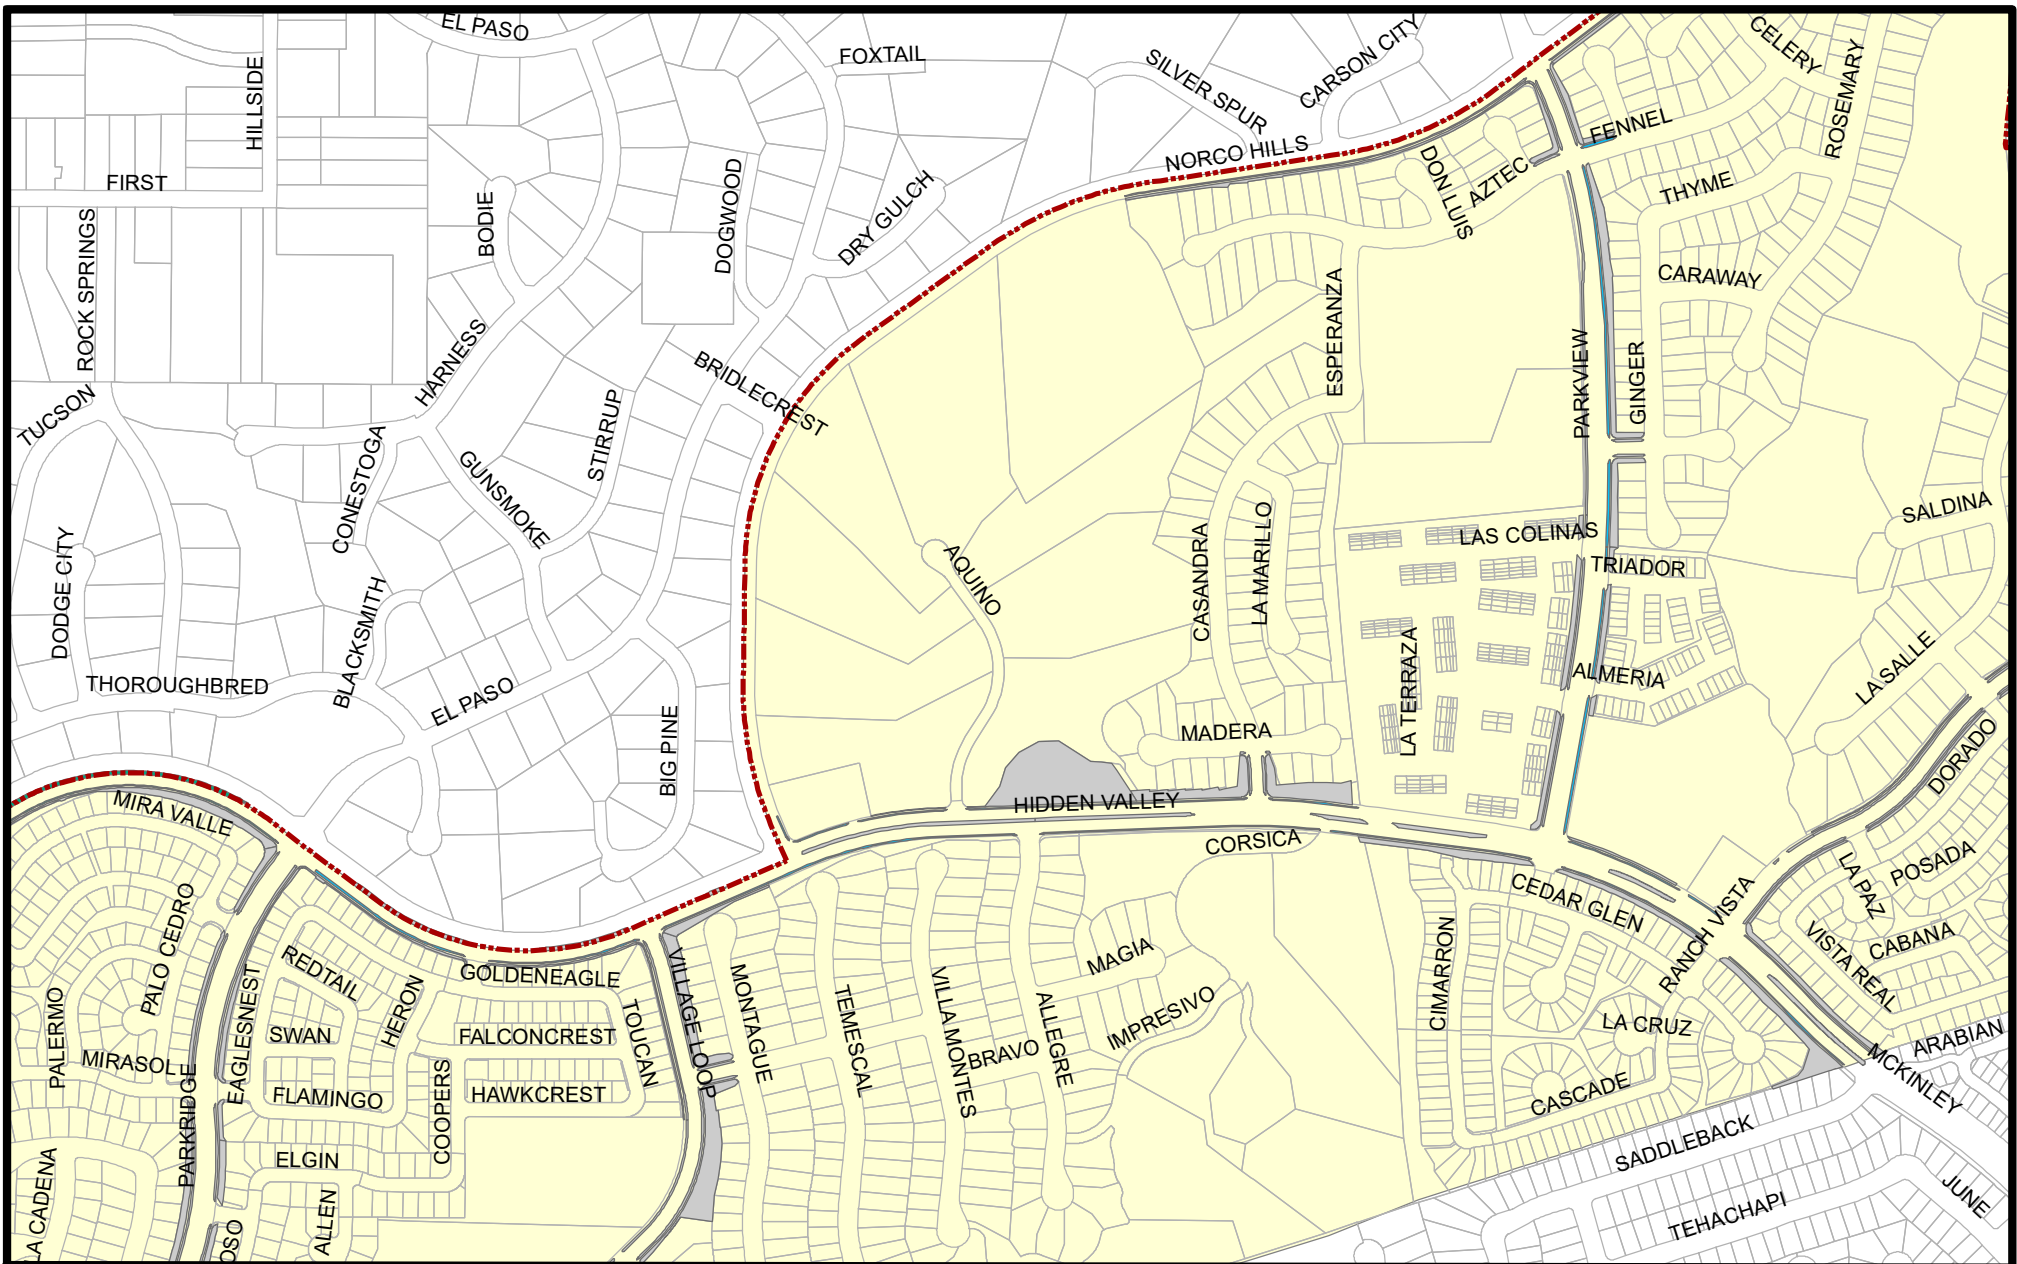 EL PASO
FOXTAIL
SILVER SPUR
CARSON CITY
CELERY
ROSEMARY
HILLSIDE
NORCO HILLS
FENNEL
FIRST
BODIE
DOGWOOD
DRY GULCH
DON LUIS
AZTEC
THYME
ROCK SPRINGS
ESPERANZA
CARAWAY
HARNESS
BRIDLECREST
PARKVIEW
GINGER
TUCSON
CONESTOGA
GUNSMOKE
STIRRUP
SALDINA
LAS COLINAS
TRIADOR
DODGE CITY
BLACKSMITH
AQUINO
CASANDRA
LA MARILLO
LA TERRAZA
ALMERIA
LA SALLE
THOROUGHBRED
EL PASO
BIG PINE
MADERA
DORADO
MIRA VALLE
HIDDEN VALLEY
CORSICA
LA PAZ
POSADA
CEDAR GLEN
RANCH VISTA
PALO CEDRO
VISTA REAL
CABANA
REDTAIL
GOLDENEAGLE
VILLAGE LOOP
MONTAGUE
TEMESCAL
VILLA MONTES
MAGIA
CIMARRON
PALERMO
EAGLESNEST
SWAN
HERON
FALCONCREST
TOUCAN
ALLEGRE
IMPRESIVO
LA CRUZ
ARABIAN
MIRASOL
BRAVO
MCKINLEY
FLAMINGO
COOPERS
HAWKCREST
CASCADE
PARKRIDGE
SADDLEBACK
ELGIN
LA CADENA
ALLEN
OSO
TEHACHAPI
JUNE